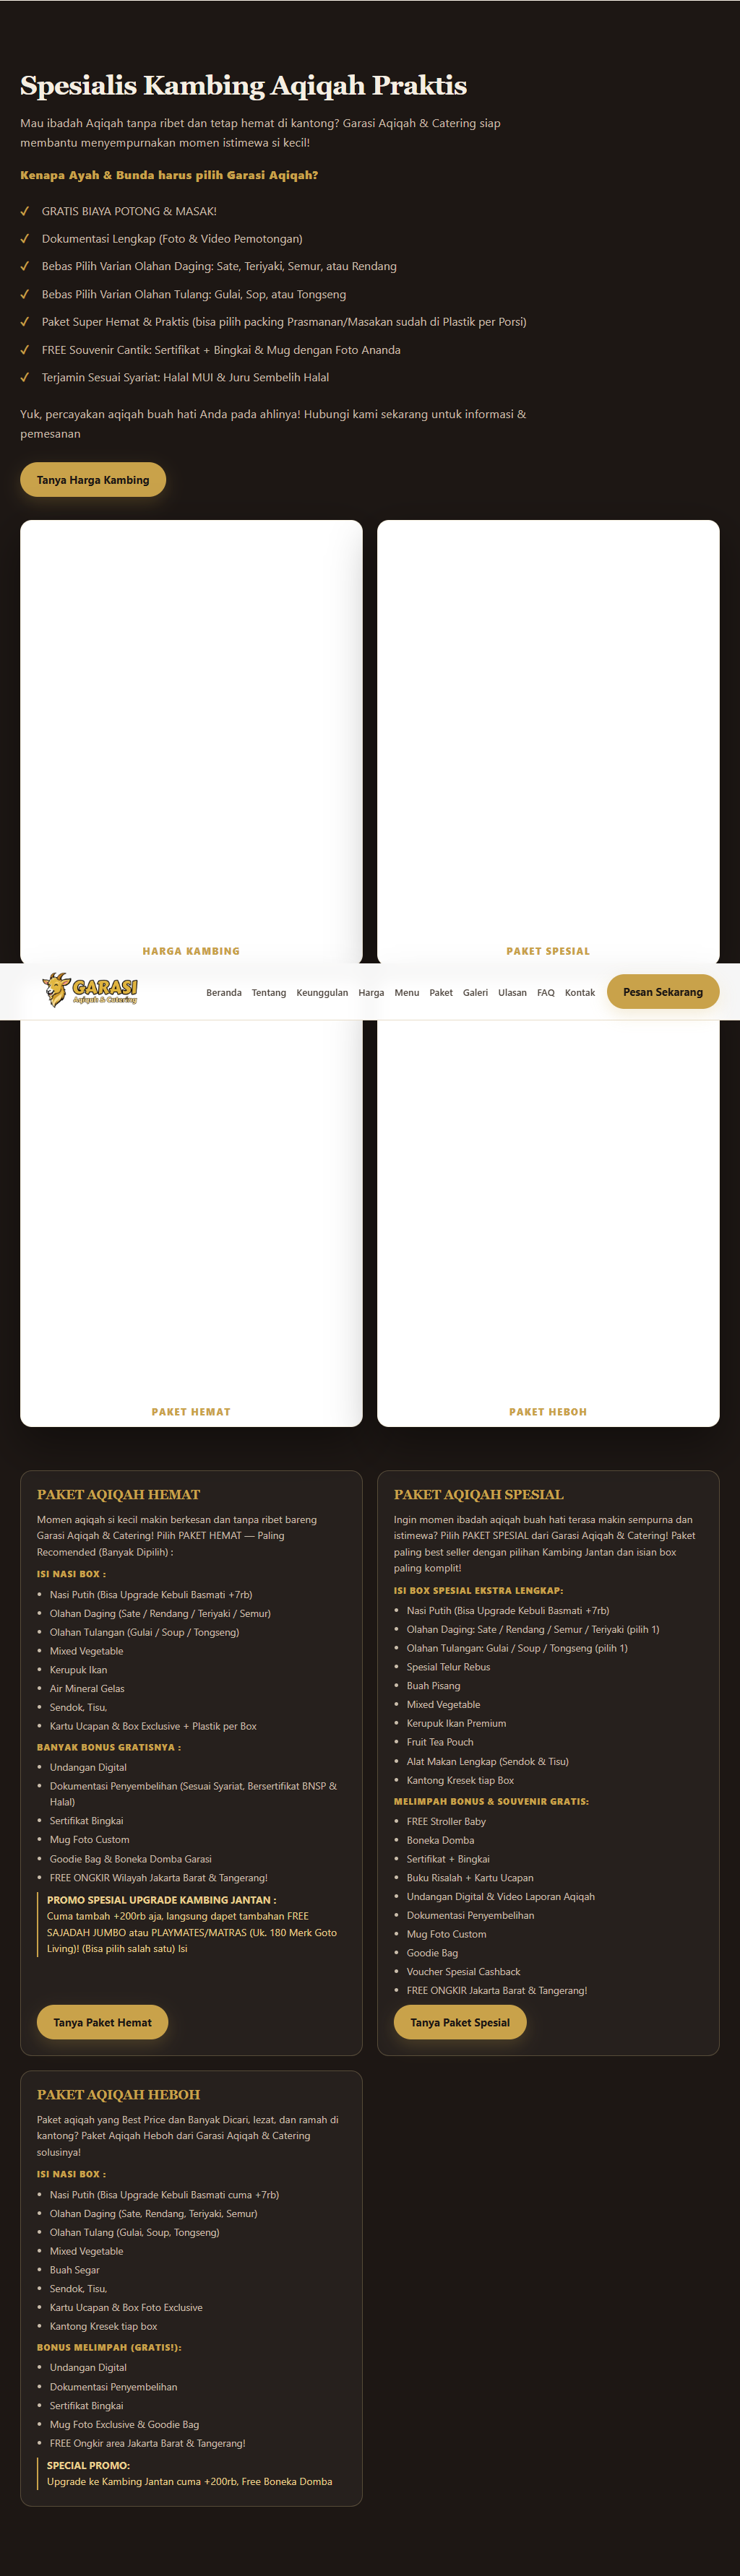 Spesialis Kambing Aqiqah Praktis
Mau ibadah Aqiqah tanpa ribet dan tetap hemat di kantong? Garasi Aqiqah & Catering siap
membantu menyempurnakan momen istimewa si kecil!
Kenapa Ayah & Bunda harus pilih Garasi Aqiqah?
✓ GRATIS BIAYA POTONG & MASAK!
✓ Dokumentasi Lengkap (Foto & Video Pemotongan)
✓ Bebas Pilih Varian Olahan Daging: Sate, Teriyaki, Semur, atau Rendang
✓ Bebas Pilih Varian Olahan Tulang: Gulai, Sop, atau Tongseng
✓ Paket Super Hemat & Praktis (bisa pilih packing Prasmanan/Masakan sudah di Plastik per Porsi)
✓ FREE Souvenir Cantik: Sertifikat + Bingkai & Mug dengan Foto Ananda
✓ Terjamin Sesuai Syariat: Halal MUI & Juru Sembelih Halal
Yuk, percayakan aqiqah buah hati Anda pada ahlinya! Hubungi kami sekarang untuk informasi &
pemesanan
Tanya Harga Kambing
HARGA KAMBING
PAKET SPESIAL
GARASI
Aqiqah & Catering
Beranda Tentang Keunggulan Harga Menu Paket Galeri Ulasan FAQ Kontak Pesan Sekarang
PAKET HEMAT
PAKET HEBOH
PAKET AQIQAH HEMAT
Momen aqiqah si kecil makin berkesan dan tanpa ribet bareng
Garasi Aqiqah & Catering! Pilih PAKET HEMAT — Paling
Recomended (Banyak Dipilih) :
ISI NASI BOX :
• Nasi Putih (Bisa Upgrade Kebuli Basmati +7rb)
• Olahan Daging (Sate / Rendang / Teriyaki / Semur)
• Olahan Tulangan (Gulai / Soup / Tongseng)
• Mixed Vegetable
• Kerupuk Ikan
• Air Mineral Gelas
• Sendok, Tisu,
• Kartu Ucapan & Box Exclusive + Plastik per Box
BANYAK BONUS GRATISNYA :
• Undangan Digital
• Dokumentasi Penyembelihan (Sesuai Syariat, Bersertifikat BNSP &
Halal)
• Sertifikat Bingkai
• Mug Foto Custom
• Goodie Bag & Boneka Domba Garasi
• FREE ONGKIR Wilayah Jakarta Barat & Tangerang!
PROMO SPESIAL UPGRADE KAMBING JANTAN :
Cuma tambah +200rb aja, langsung dapet tambahan FREE
SAJADAH JUMBO atau PLAYMATES/MATRAS (Uk. 180 Merk Goto
Living)! (Bisa pilih salah satu) Isi
Tanya Paket Hemat
PAKET AQIQAH SPESIAL
Ingin momen ibadah aqiqah buah hati terasa makin sempurna dan
istimewa? Pilih PAKET SPESIAL dari Garasi Aqiqah & Catering! Paket
paling best seller dengan pilihan Kambing Jantan dan isian box
paling komplit!
ISI BOX SPESIAL EKSTRA LENGKAP:
• Nasi Putih (Bisa Upgrade Kebuli Basmati +7rb)
• Olahan Daging: Sate / Rendang / Semur / Teriyaki (pilih 1)
• Olahan Tulangan: Gulai / Soup / Tongseng (pilih 1)
• Spesial Telur Rebus
• Buah Pisang
• Mixed Vegetable
• Kerupuk Ikan Premium
• Fruit Tea Pouch
• Alat Makan Lengkap (Sendok & Tisu)
• Kantong Kresek tiap Box
MELIMPAH BONUS & SOUVENIR GRATIS:
• FREE Stroller Baby
• Boneka Domba
• Sertifikat + Bingkai
• Buku Risalah + Kartu Ucapan
• Undangan Digital & Video Laporan Aqiqah
• Dokumentasi Penyembelihan
• Mug Foto Custom
• Goodie Bag
• Voucher Spesial Cashback
• FREE ONGKIR Jakarta Barat & Tangerang!
Tanya Paket Spesial
PAKET AQIQAH HEBOH
Paket aqiqah yang Best Price dan Banyak Dicari, lezat, dan ramah di
kantong? Paket Aqiqah Heboh dari Garasi Aqiqah & Catering
solusinya!
ISI NASI BOX :
• Nasi Putih (Bisa Upgrade Kebuli Basmati cuma +7rb)
• Olahan Daging (Sate, Rendang, Teriyaki, Semur)
• Olahan Tulang (Gulai, Soup, Tongseng)
• Mixed Vegetable
• Buah Segar
• Sendok, Tisu,
• Kartu Ucapan & Box Foto Exclusive
• Kantong Kresek tiap box
BONUS MELIMPAH (GRATIS!):
• Undangan Digital
• Dokumentasi Penyembelihan
• Sertifikat Bingkai
• Mug Foto Exclusive & Goodie Bag
• FREE Ongkir area Jakarta Barat & Tangerang!
SPECIAL PROMO:
Upgrade ke Kambing Jantan cuma +200rb, Free Boneka Domba